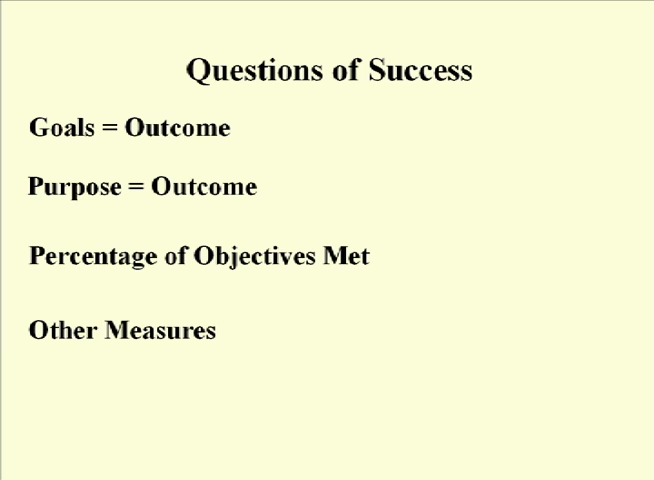 Questions of Success
Goals = Outcome
Purpose = Outcome
Percentage of Objectives Met
Other Measures